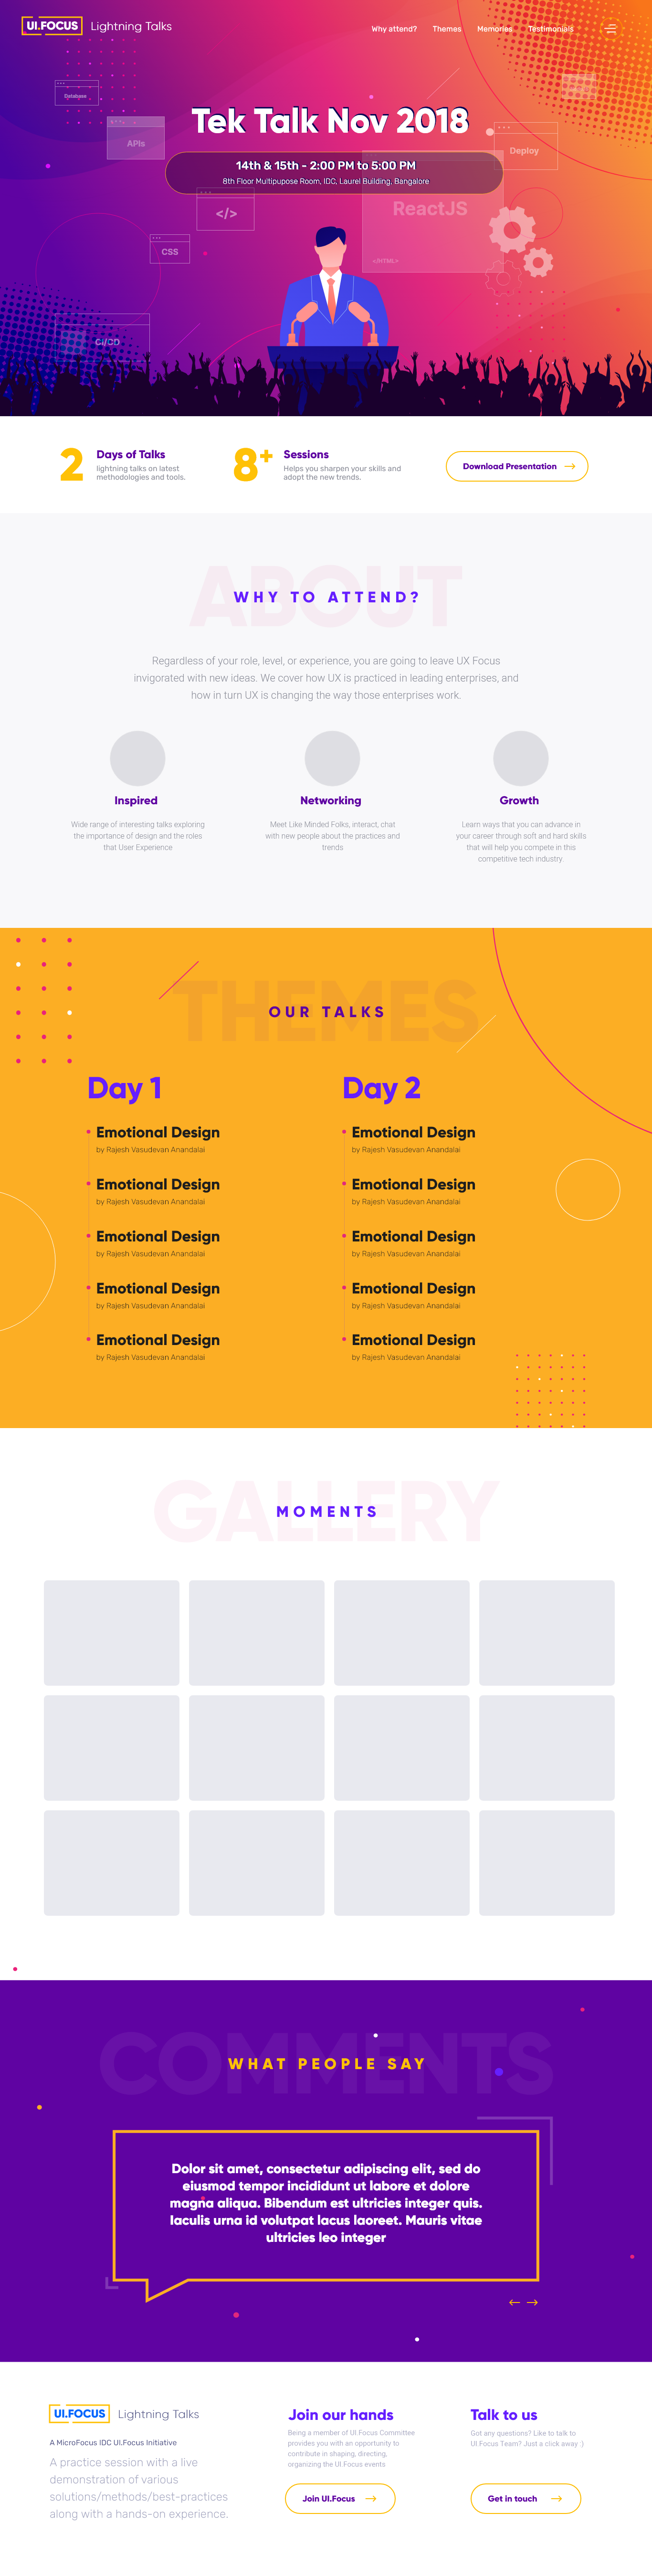 UI.FOCUS Lightning Talks
Why attend? Themes Memories Testimonials
Database
APIs
Tek Talk Nov 2018
Deploy
14th & 15th - 2:00 PM to 5:00 PM
8th Floor Multipupose Room, IDC, Laurel Building, Bangalore
ReactJS
</>
CSS
</HTML>
CI/CD
2 Days of Talks
lightning talks on latest
methodologies and tools.
8+ Sessions
Helps you sharpen your skills and
adopt the new trends.
Download Presentation
ABOUT
WHY TO ATTEND?
Regardless of your role, level, or experience, you are going to leave UX Focus
invigorated with new ideas. We cover how UX is practiced in leading enterprises, and
how in turn UX is changing the way those enterprises work.
Inspired
Wide range of interesting talks exploring
the importance of design and the roles
that User Experience
Networking
Meet Like Minded Folks, interact, chat
with new people about the practices and
trends
Growth
Learn ways that you can advance in
your career through soft and hard skills
that will help you compete in this
competitive tech industry.
THEMES
OUR TALKS
Day 1
Emotional Design
by Rajesh Vasudevan Anandalai
Emotional Design
by Rajesh Vasudevan Anandalai
Emotional Design
by Rajesh Vasudevan Anandalai
Emotional Design
by Rajesh Vasudevan Anandalai
Emotional Design
by Rajesh Vasudevan Anandalai
Day 2
Emotional Design
by Rajesh Vasudevan Anandalai
Emotional Design
by Rajesh Vasudevan Anandalai
Emotional Design
by Rajesh Vasudevan Anandalai
Emotional Design
by Rajesh Vasudevan Anandalai
Emotional Design
by Rajesh Vasudevan Anandalai
GALLERY
MOMENTS
COMMENTS
WHAT PEOPLE SAY
Dolor sit amet, consectetur adipiscing elit, sed do
eiusmod tempor incididunt ut labore et dolore
magna aliqua. Bibendum est ultricies integer quis.
Iaculis urna id volutpat lacus laoreet. Mauris vitae
ultricies leo integer
UI.FOCUS Lightning Talks
A MicroFocus IDC UI.Focus Initiative
A practice session with a live
demonstration of various
solutions/methods/best-practices
along with a hands-on experience.
Join our hands
Being a member of UI.Focus Committee
provides you with an opportunity to
contribute in shaping, directing,
organizing the UI Focus events
Join UI.Focus
Talk to us
Got any questions? Like to talk to
UI Focus Team? Just a click away :)
Get in touch